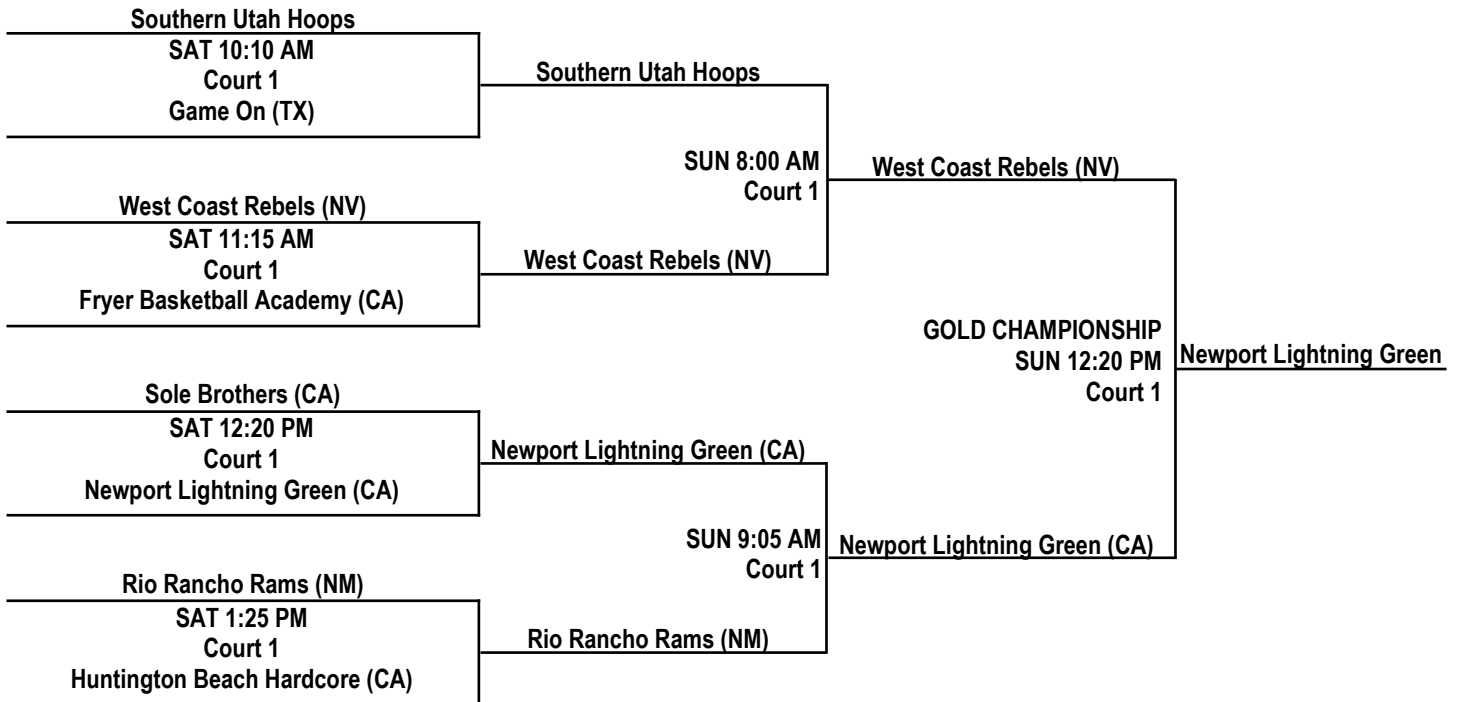 Southern Utah Hoops
SAT 10:10 AM
Court 1
Game On (TX)
Southern Utah Hoops
SUN 8:00 AM
Court 1
West Coast Rebels (NV)
West Coast Rebels (NV)
SAT 11:15 AM
Court 1
Fryer Basketball Academy (CA)
West Coast Rebels (NV)
GOLD CHAMPIONSHIP
SUN 12:20 PM
Court 1
Newport Lightning Green
Sole Brothers (CA)
SAT 12:20 PM
Court 1
Newport Lightning Green (CA)
Newport Lightning Green (CA)
SUN 9:05 AM
Court 1
Newport Lightning Green (CA)
Rio Rancho Rams (NM)
SAT 1:25 PM
Court 1
Huntington Beach Hardcore (CA)
Rio Rancho Rams (NM)